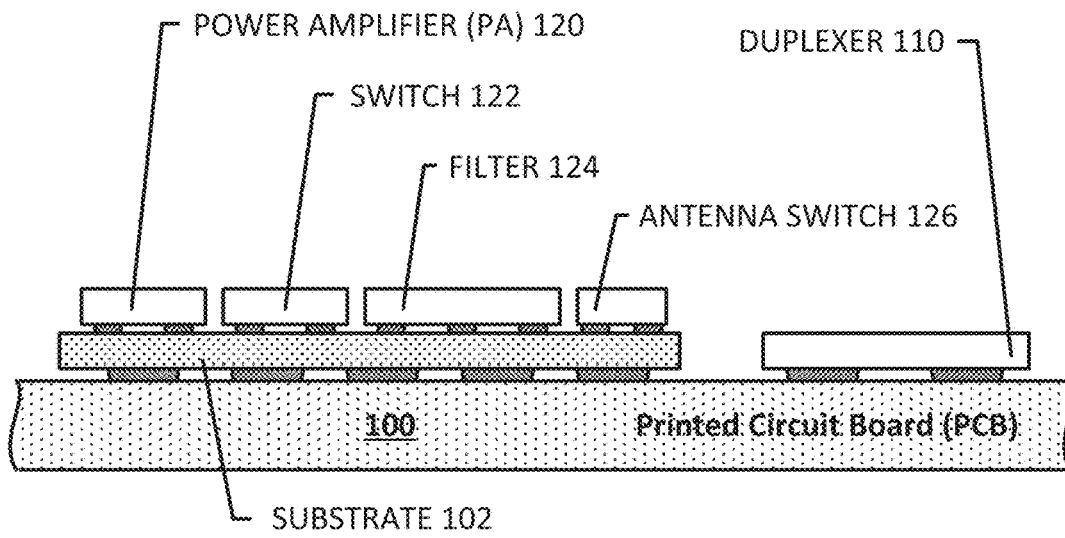 POWER AMPLIFIER (PA) 120
DUPLEXER 110
SWITCH 122
FILTER 124
ANTENNA SWITCH 126
100
Printed Circuit Board (PCB)
SUBSTRATE 102